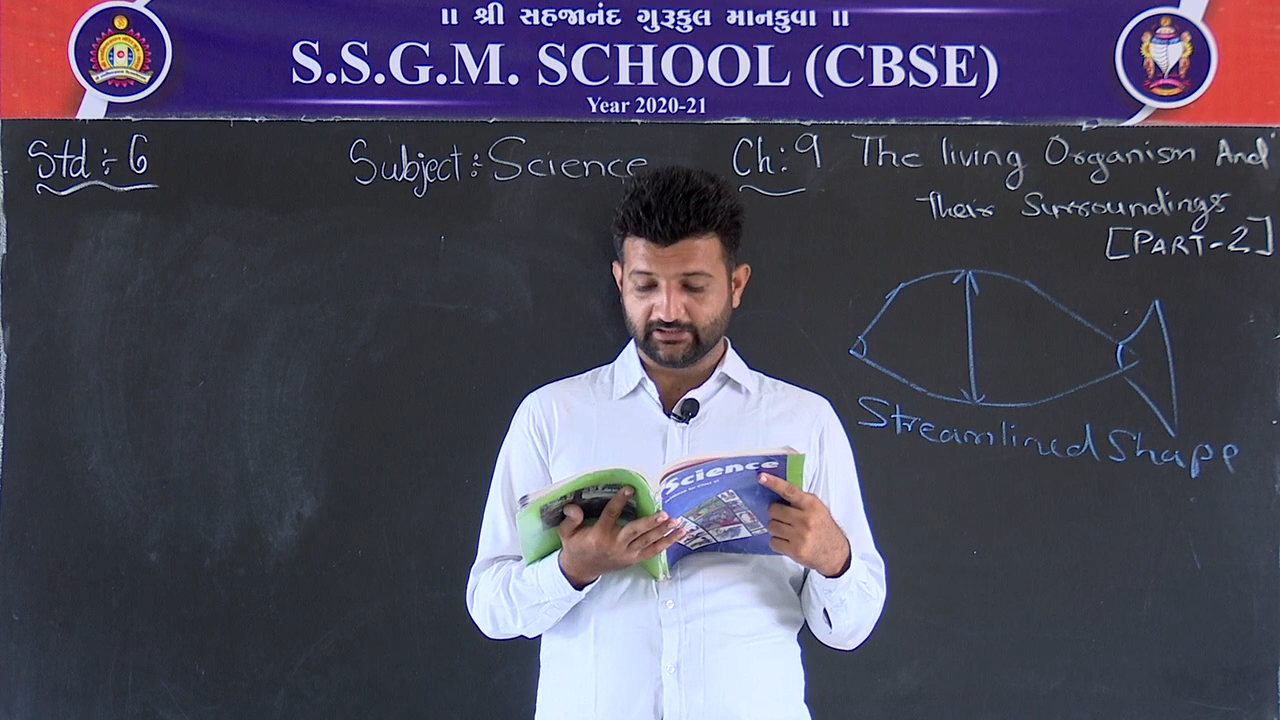 ॥ શ્રી સહજાનંદ ગુરૂકુલ માનકુવા ॥
S.S.G.M. SCHOOL (CBSE)
Year 2020-21
Std : 6
Subject : Science
Ch : 9 The living Organism And
Their Surroundings
[PART-2]
Streamlined Shape
Science